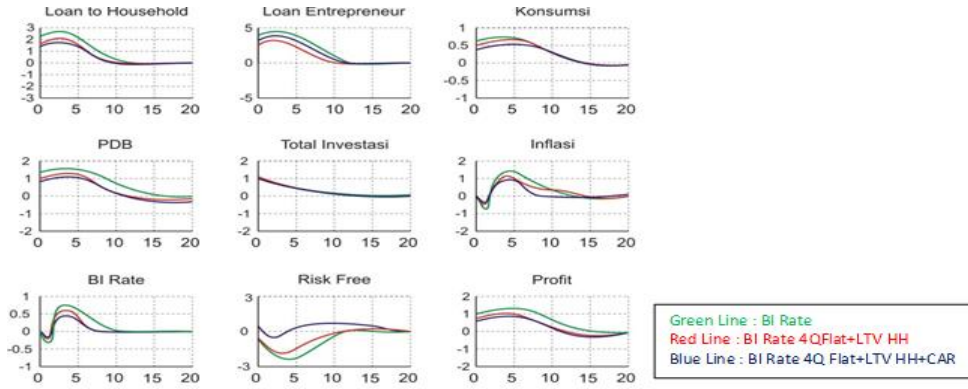 Loan to Household
Loan Entrepreneur
Konsumsi
3
2
1
0
-1
-2
-3
0 5 10 15 20
5
0
-5
0 5 10 15 20
1
0.5
0
-0.5
-1
0 5 10 15 20
PDB
Total Investasi
Inflasi
2
1
0
-1
-2
0 5 10 15 20
2
1
0
-1
-2
0 5 10 15 20
2
1
0
-1
-2
0 5 10 15 20
BI Rate
Risk Free
Profit
1
0.5
0
-0.5
-1
0 5 10 15 20
3
0
-3
0 5 10 15 20
2
1
0
-1
-2
0 5 10 15 20
Green Line : BI Rate
Red Line : BI Rate 4QFlat+LTV HH
Blue Line : BI Rate 4Q Flat+LTV HH+CAR